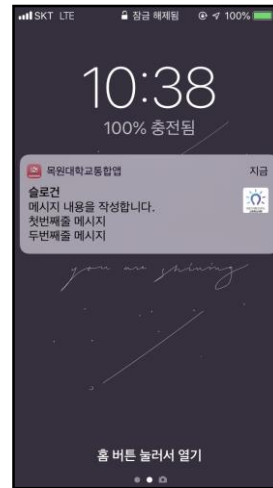 SKT LTE 잠금 해제됨 100%
10:38
100% 충전됨
목원대학교통합앱 지금
슬로건
메시지 내용을 작성합니다.
첫번째줄 메시지
두번째줄 메시지
you are shining
홈 버튼 눌러서 열기